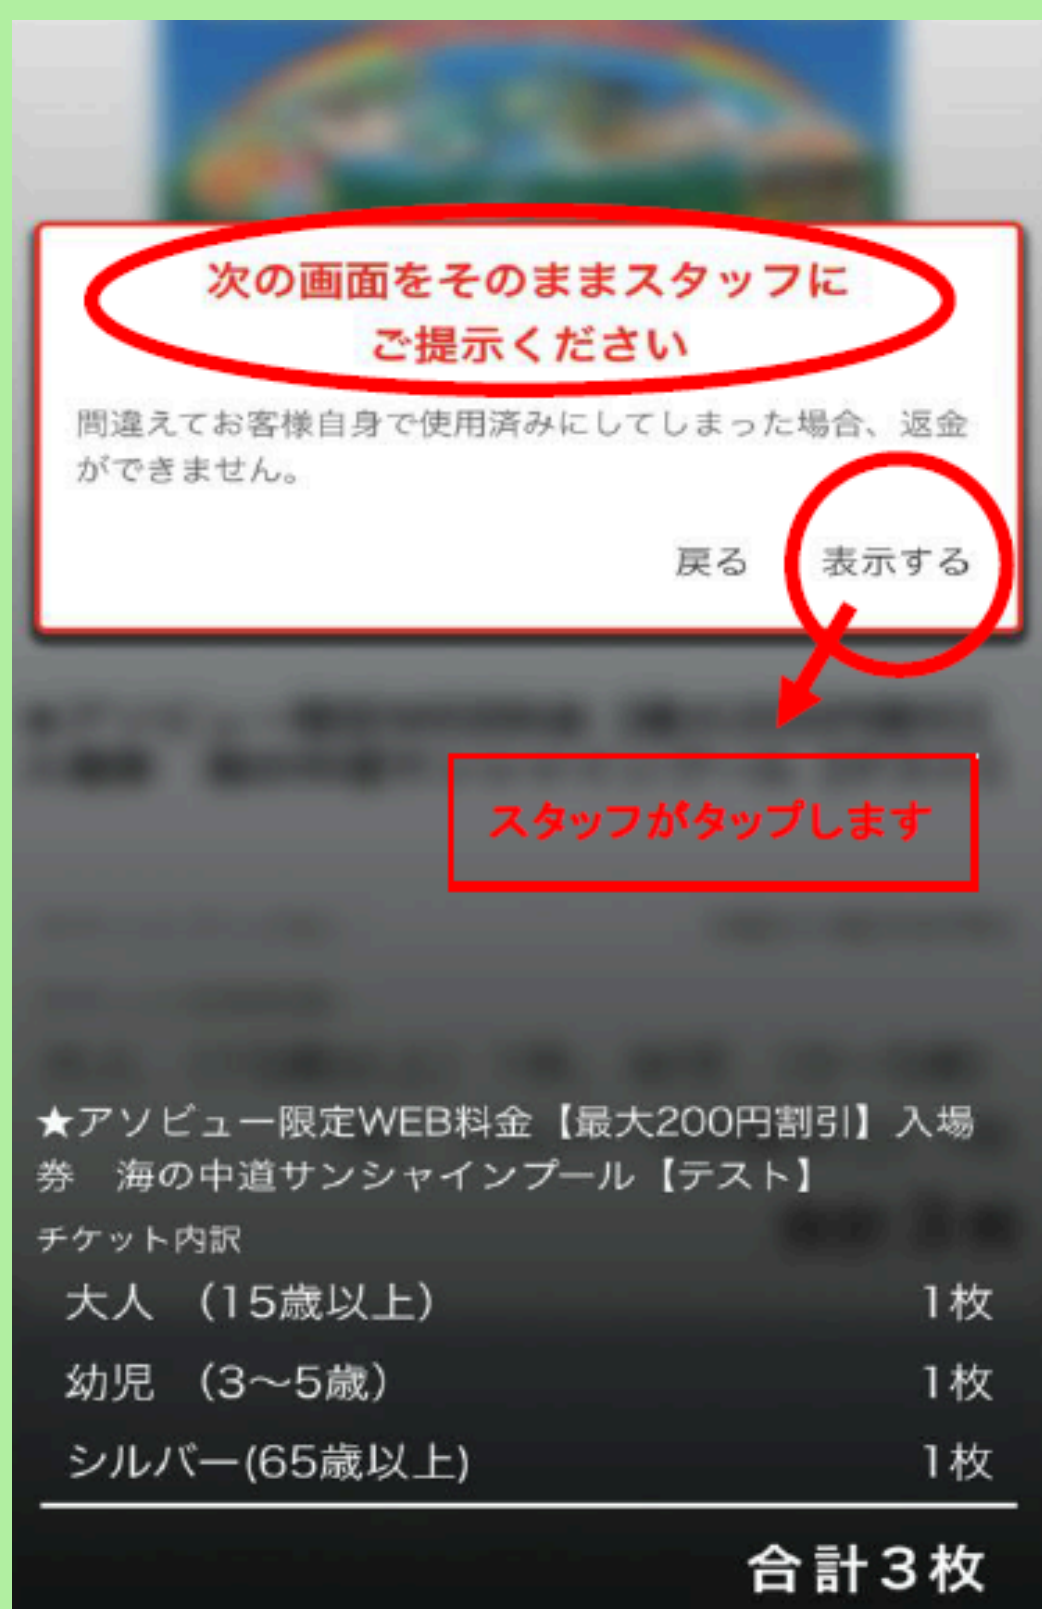 次の画面をそのままスタッフに
ご提示ください
間違えてお客様自身で使用済みにしてしまった場合、返金
ができません。
戻る 表示する
スタッフがタップします
★アソビュー限定WEB料金【最大200円割引】入場
券 海の中道サンシャインプール【テスト】
チケット内訳
大人 （15歳以上） 1枚
幼児 （3～5歳） 1枚
シルバー(65歳以上) 1枚
合計3枚